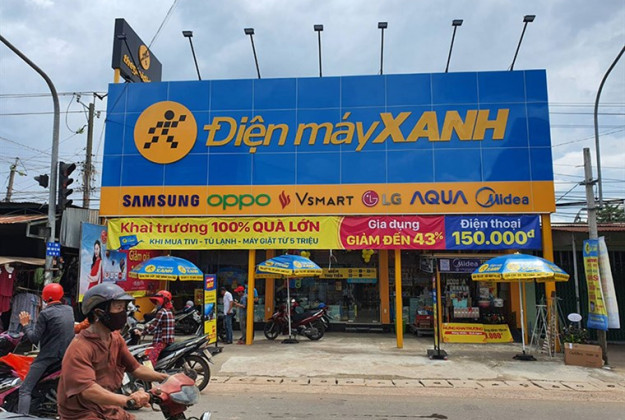 Điện máy XANH
SAMSUNG oppo VSMART LG AQUA Midea
Khai trương 100% QUÀ LỚN
KHI MUA TIVI - TỦ LẠNH - MÁY GIẶT TỪ 5 TRIỆU
Gia dụng
GIẢM ĐẾN 43%
Điện thoại
150.000đ